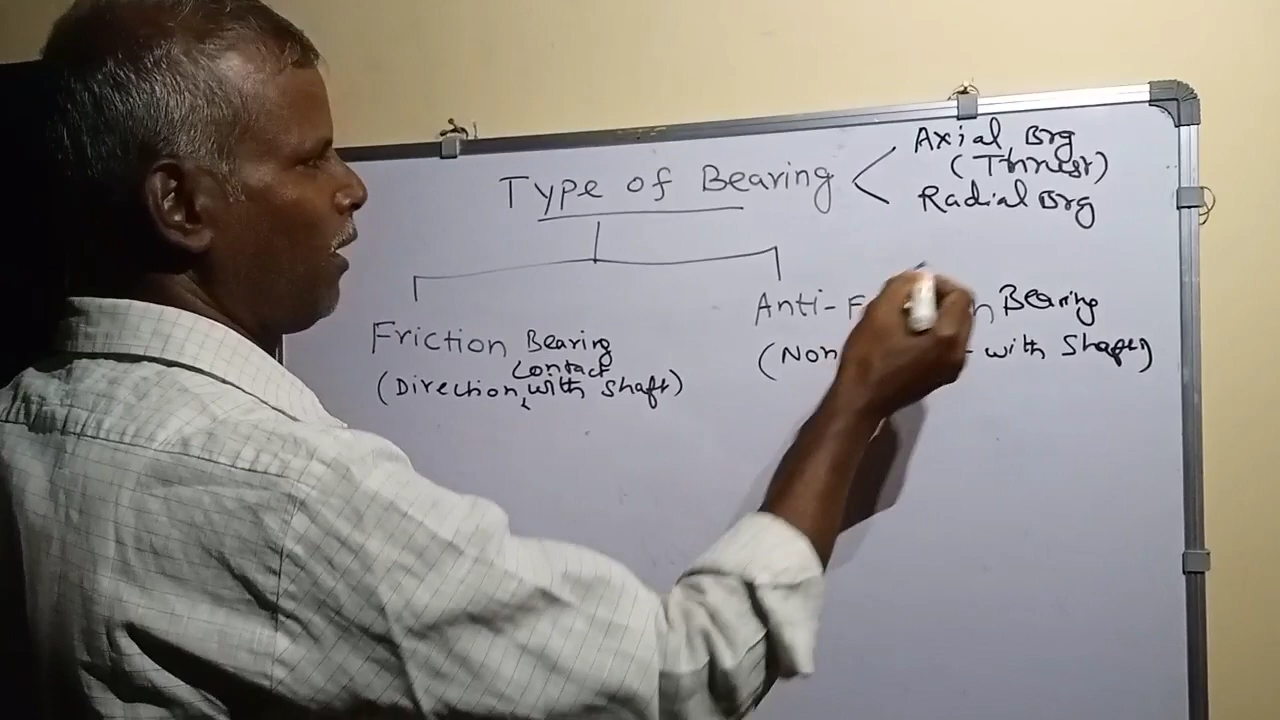 Type of Bearing
Axial Brg
(Thrust)
Radial Brg
Friction Bearing
contact
(Direction with shaft)
Anti- Bearing
(Non - with Shaft)